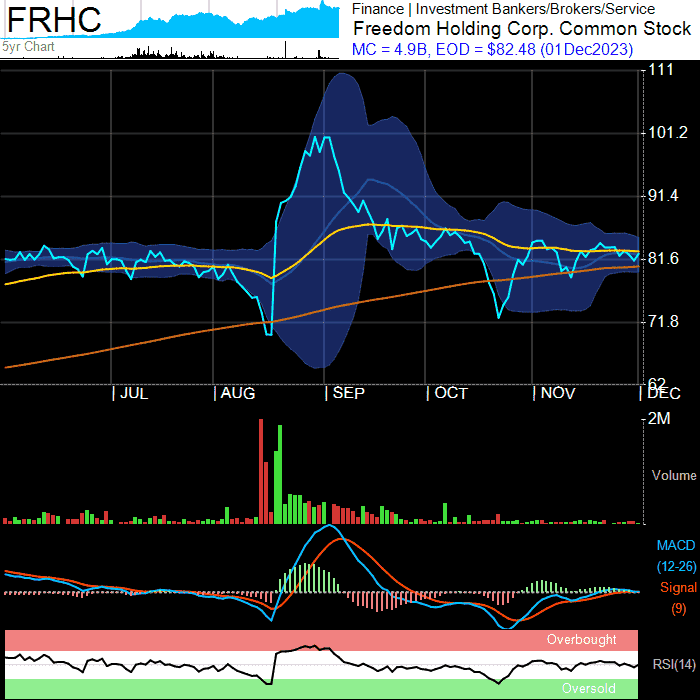 FRHC
5yr Chart
Finance | Investment Bankers/Brokers/Service
Freedom Holding Corp. Common Stock
MC = 4.9B, EOD = $82.48 (01Dec2023)
111
101.2
91.4
81.6
71.8
62
JUL
AUG
SEP
OCT
NOV
DEC
2M
Volume
MACD
(12-26)
Signal
(9)
Overbought
RSI(14)
Oversold